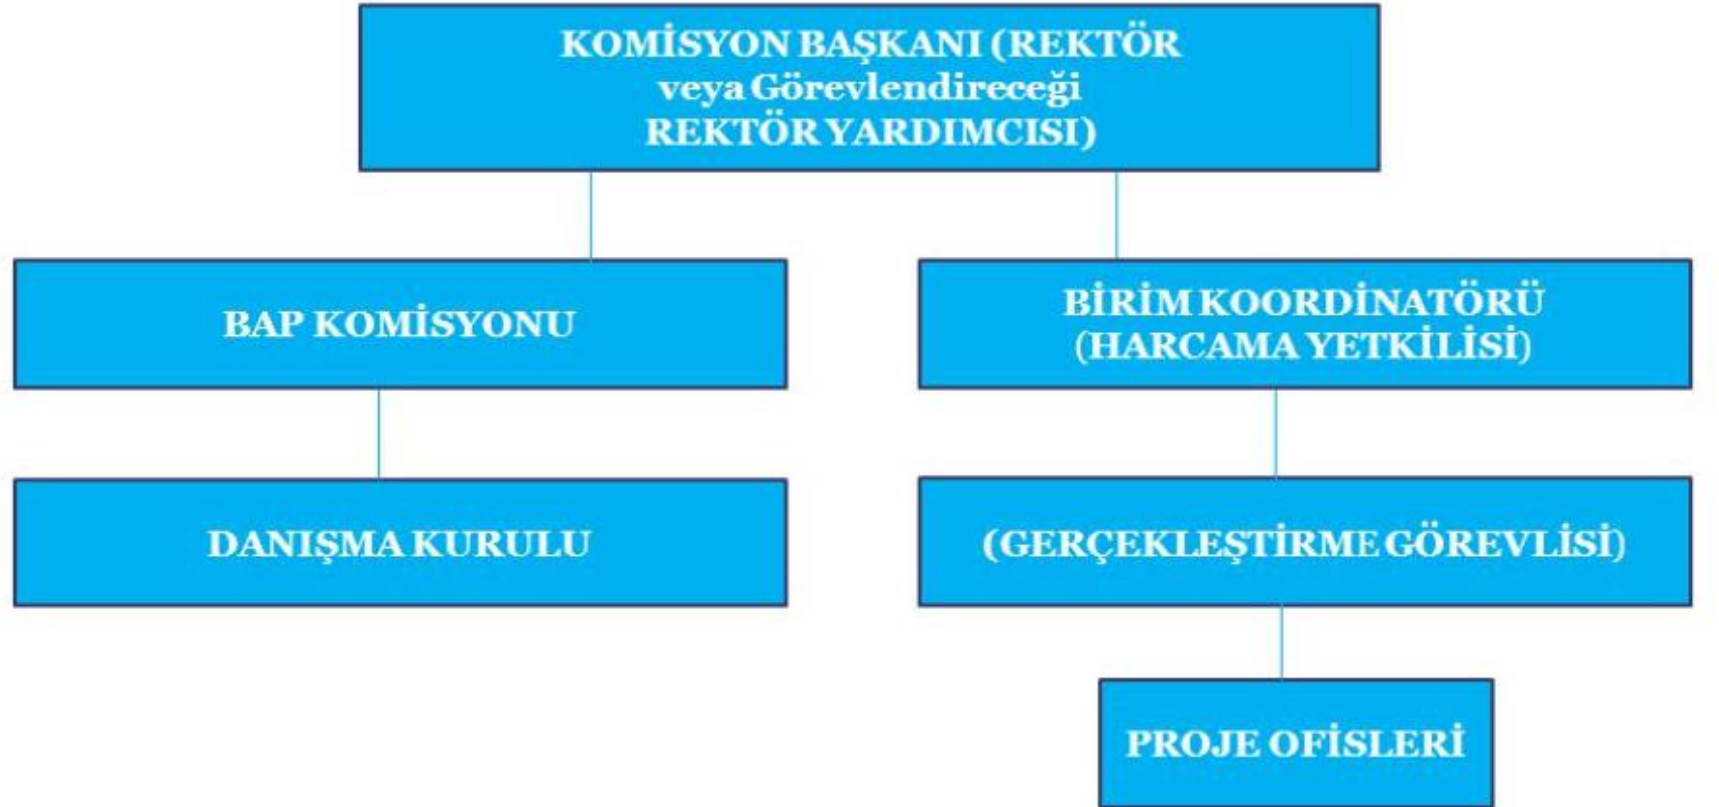 KOMİSYON BAŞKANI (REKTÖR
veya Görevlendireceği
REKTÖR YARDIMCISI)
BAP KOMİSYONU
BİRİM KOORDİNATÖRÜ
(HARCAMA YETKİLİSİ)
DANIŞMA KURULU
(GERÇEKLEŞTİRME GÖREVLİSİ)
PROJE OFİSLERİ